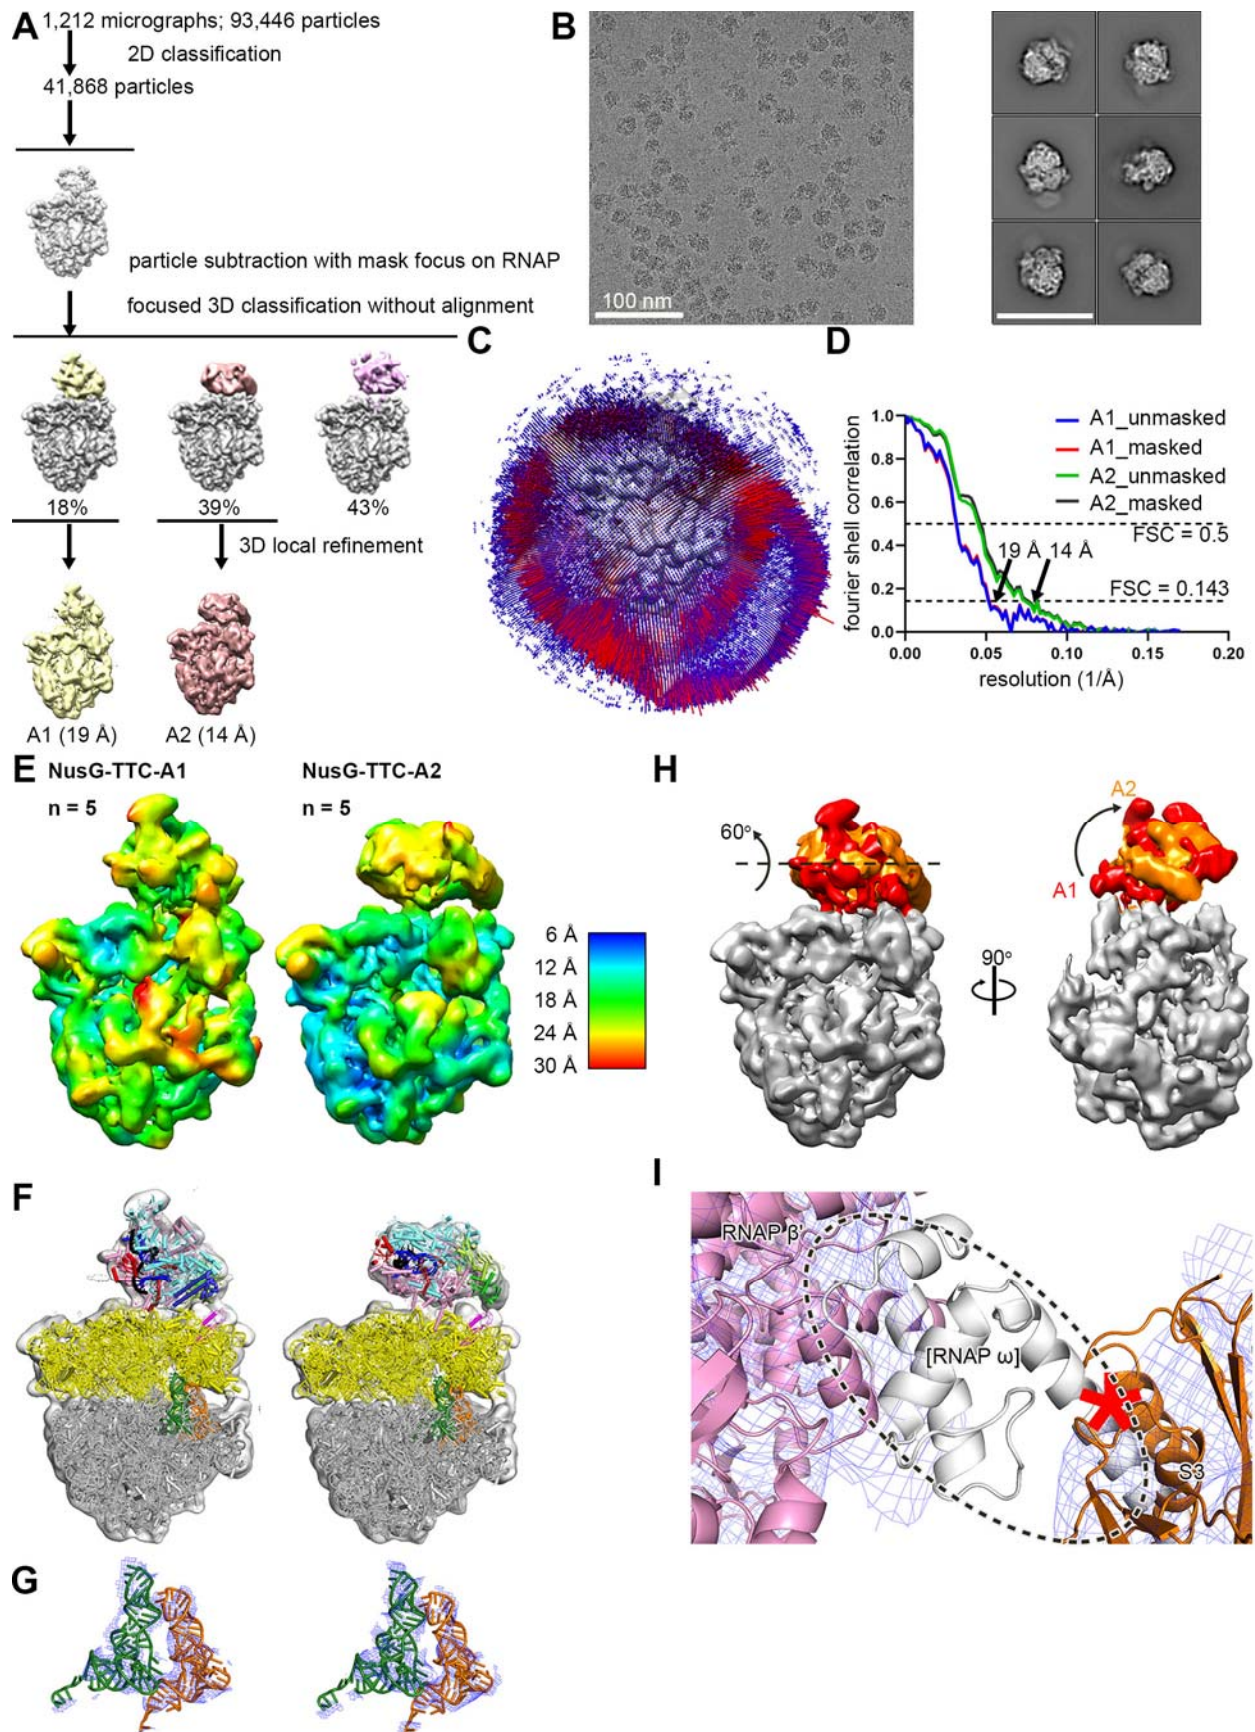 A
1,212 micrographs; 93,446 particles
2D classification
41,868 particles
particle subtraction with mask focus on RNAP
focused 3D classification without alignment
18%
39%
43%
3D local refinement
A1 (19 Å)
A2 (14 Å)
B
100 nm
C
D
fourier shell correlation
1.0
0.8
0.6
0.4
0.2
0.0
0.00
0.05
0.10
0.15
0.20
resolution (1/Å)
A1_unmasked
A1_masked
A2_unmasked
A2_masked
FSC = 0.5
19 Å
14 Å
FSC = 0.143
E
NusG-TTC-A1
n = 5
NusG-TTC-A2
n = 5
6 Å
12 Å
18 Å
24 Å
30 Å
H
60°
A2
A1
90°
F
G
I
RNAP β'
[RNAP ω]
S3